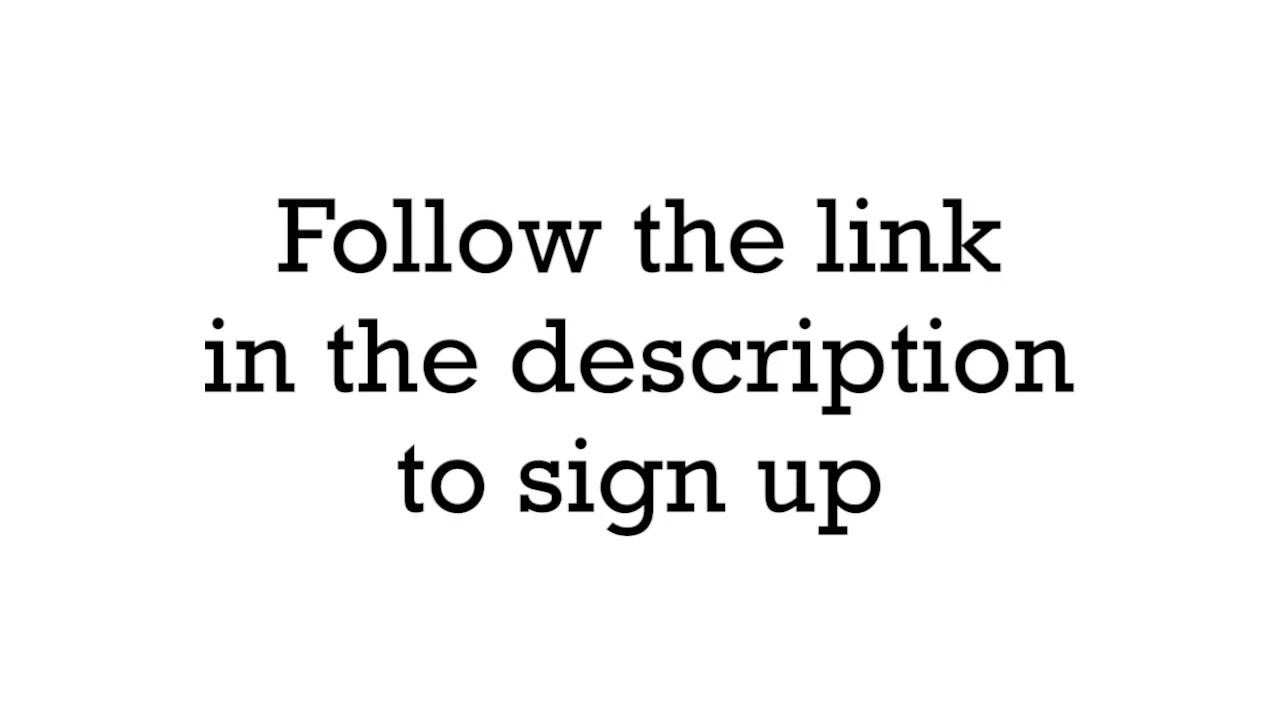 Follow the link
in the description
to sign up